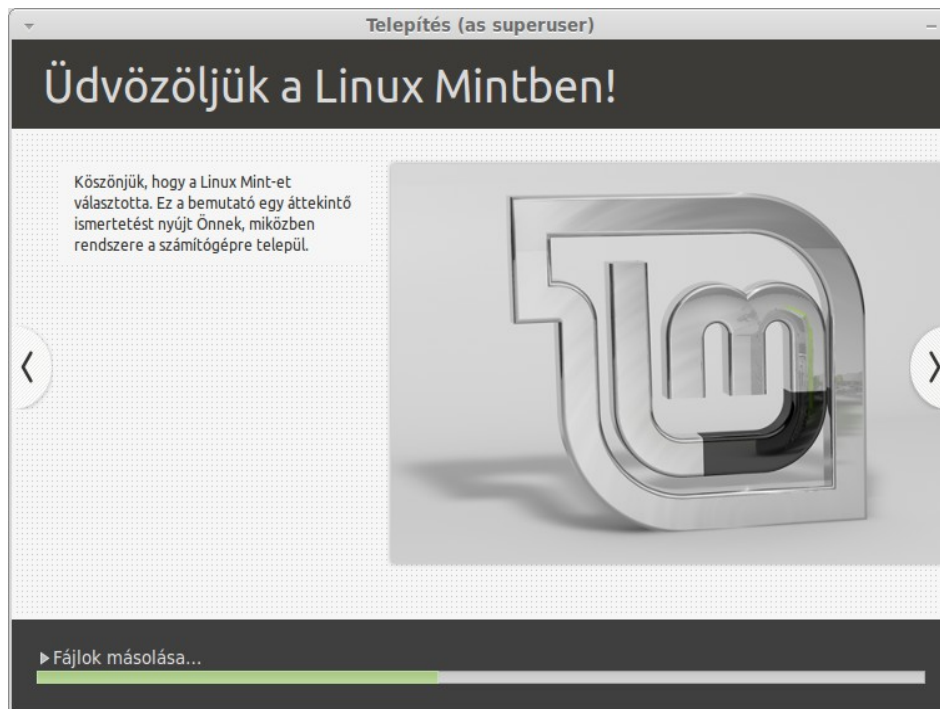 Telepítés (as superuser)
Üdvözöljük a Linux Mintben!
Köszönjük, hogy a Linux Mint-et
választotta. Ez a bemutató egy áttekintő
ismertetést nyújt Önnek, miközben
rendszere a számítógépre települ.
Fájlok másolása...